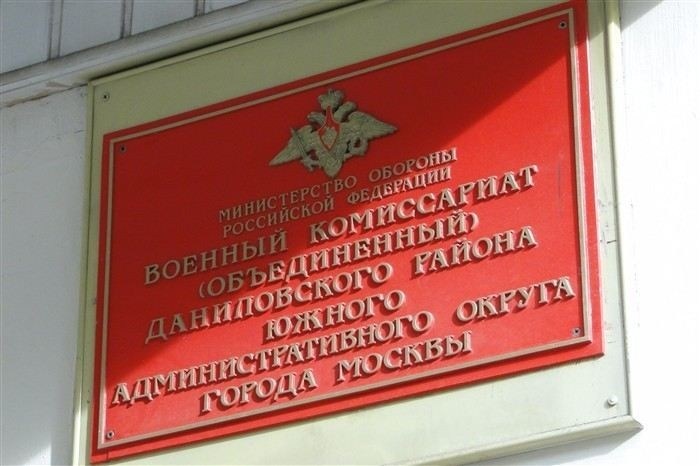 МИНИСТЕРСТВО ОБОРОНЫ
РОССИЙСКОЙ ФЕДЕРАЦИИ
ВОЕННЫЙ КОМИССАРИАТ
(ОБЪЕДИНЕННЫЙ)
ДАНИЛОВСКОГО РАЙОНА
ЮЖНОГО
АДМИНИСТРАТИВНОГО ОКРУГА
ГОРОДА МОСКВЫ